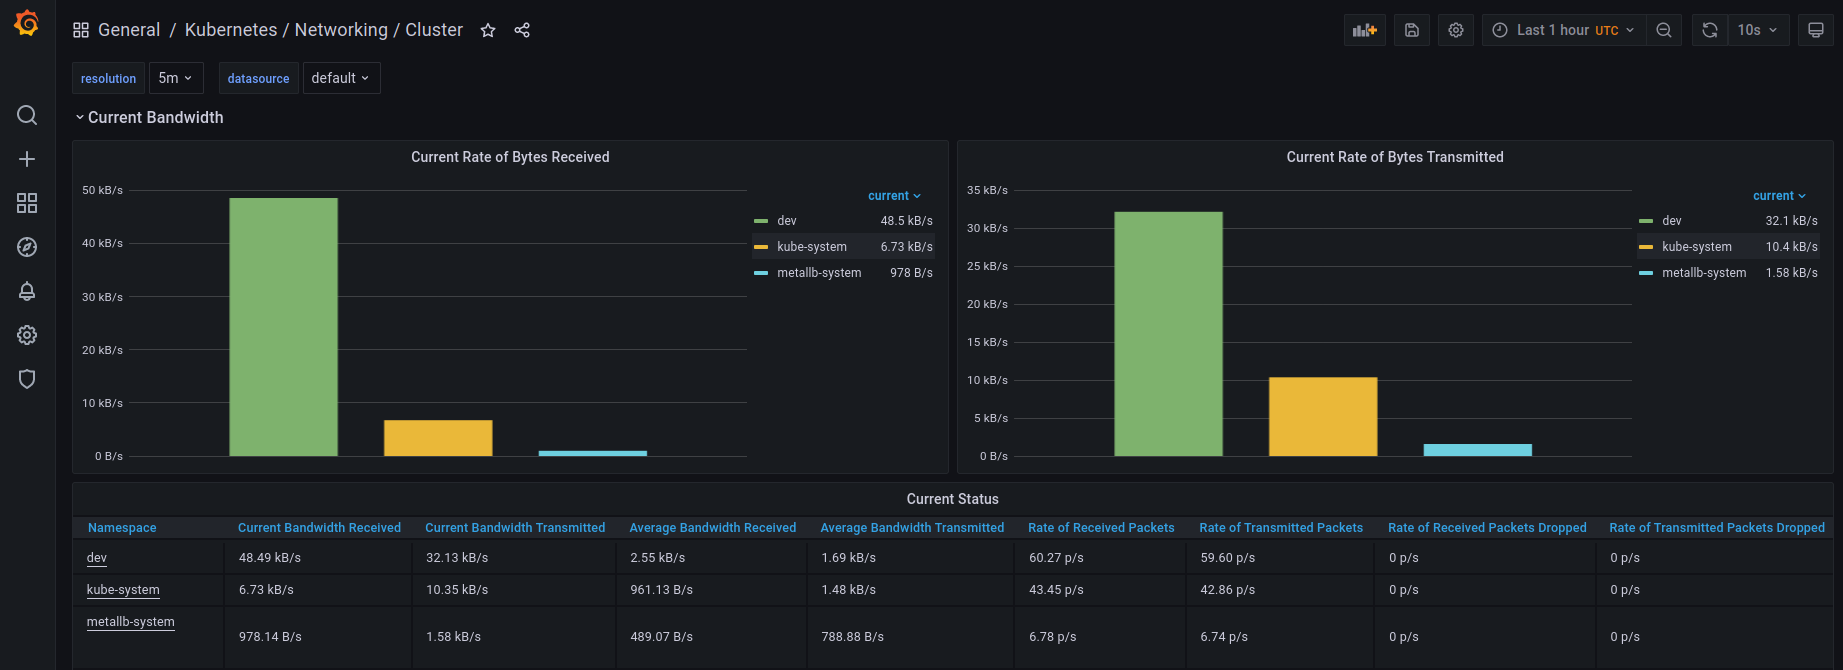 General / Kubernetes / Networking / Cluster
Last 1 hour UTC
10s
resolution 5m datasource default
Current Bandwidth
Current Rate of Bytes Received
50 kB/s
40 kB/s
30 kB/s
20 kB/s
10 kB/s
0 B/s
current
dev 48.5 kB/s
kube-system 6.73 kB/s
metallb-system 978 B/s
Current Rate of Bytes Transmitted
35 kB/s
30 kB/s
25 kB/s
20 kB/s
15 kB/s
10 kB/s
5 kB/s
0 B/s
current
dev 32.1 kB/s
kube-system 10.4 kB/s
metallb-system 1.58 kB/s
Current Status
Namespace Current Bandwidth Received Current Bandwidth Transmitted Average Bandwidth Received Average Bandwidth Transmitted Rate of Received Packets Rate of Transmitted Packets Rate of Received Packets Dropped Rate of Transmitted Packets Dropped
dev 48.49 kB/s 32.13 kB/s 2.55 kB/s 1.69 kB/s 60.27 p/s 59.60 p/s 0 p/s 0 p/s
kube-system 6.73 kB/s 10.35 kB/s 961.13 B/s 1.48 kB/s 43.45 p/s 42.86 p/s 0 p/s 0 p/s
metallb-system 978.14 B/s 1.58 kB/s 489.07 B/s 788.88 B/s 6.78 p/s 6.74 p/s 0 p/s 0 p/s